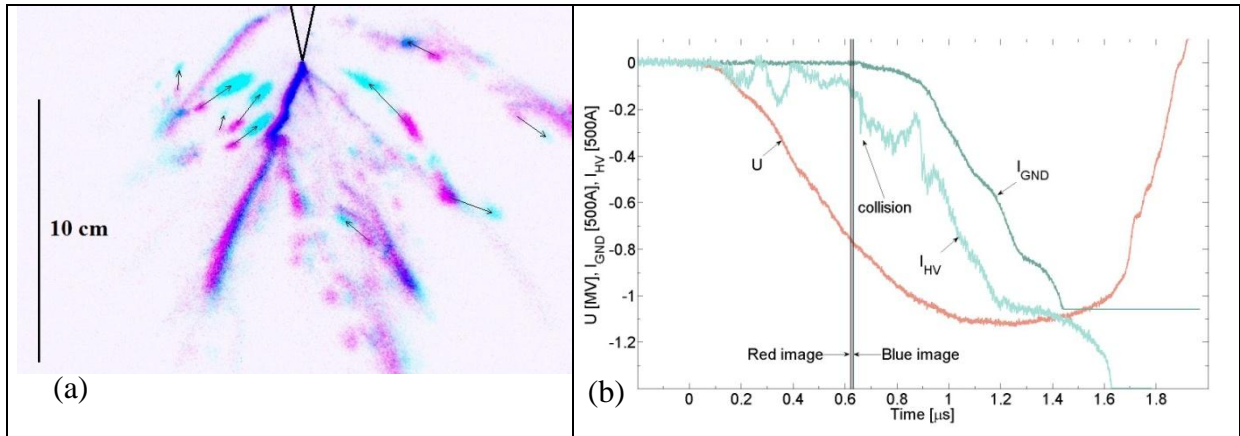 10 cm
(a)
U [MV], I_GND [500A], I_HV [500A]
0
-0.2
-0.4
-0.6
-0.8
-1
-1.2
U
I_GND
collision
I_HV
Red image
Blue image
0
0.2
0.4
0.6
0.8
1
1.2
1.4
1.6
1.8
Time [μs]
(b)